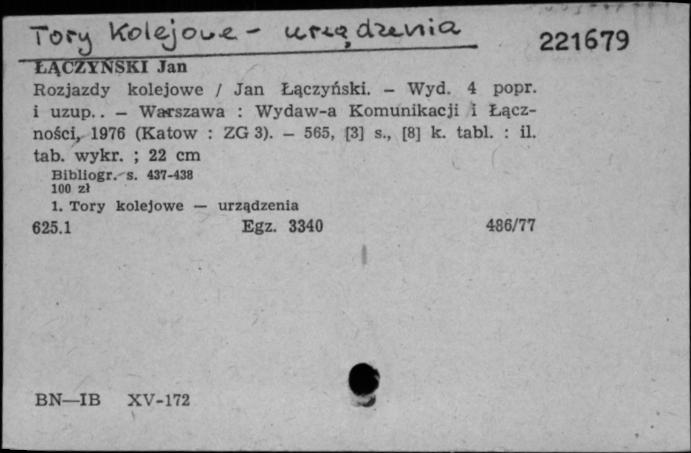 Tory kolejowe - urządzenia
221679
ŁĄCZYŃSKI Jan
Rozjazdy kolejowe / Jan Łączyński. – Wyd. 4 popr.
i uzup.. – Warszawa : Wydaw-a Komunikacji i Łącz-
ności, 1976 (Katow : ZG 3). – 565, [3] s., [8] k. tabl. : il.
tab. wykr. ; 22 cm
Bibliogr. s. 437-438
100 zł
1. Tory kolejowe — urządzenia
625.1 Egz. 3340 486/77
BN—IB XV-172